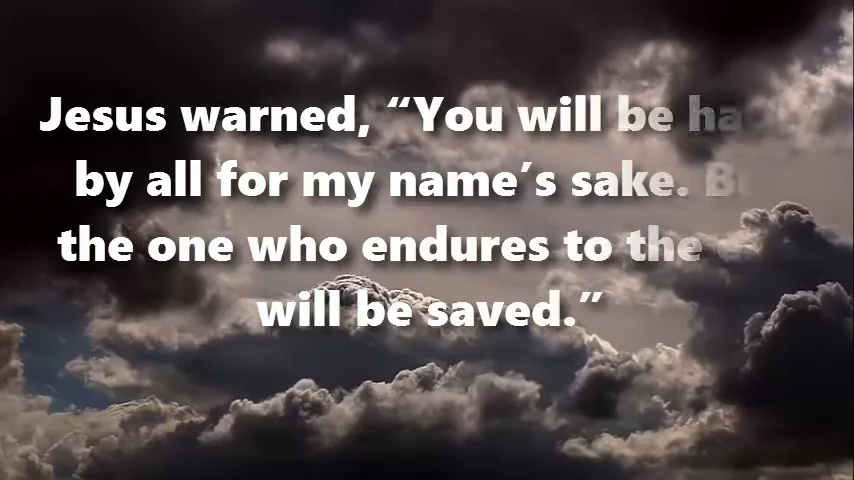 Jesus warned, “You will be
by all for my name’s sake.
the one who endures to the
will be saved.”